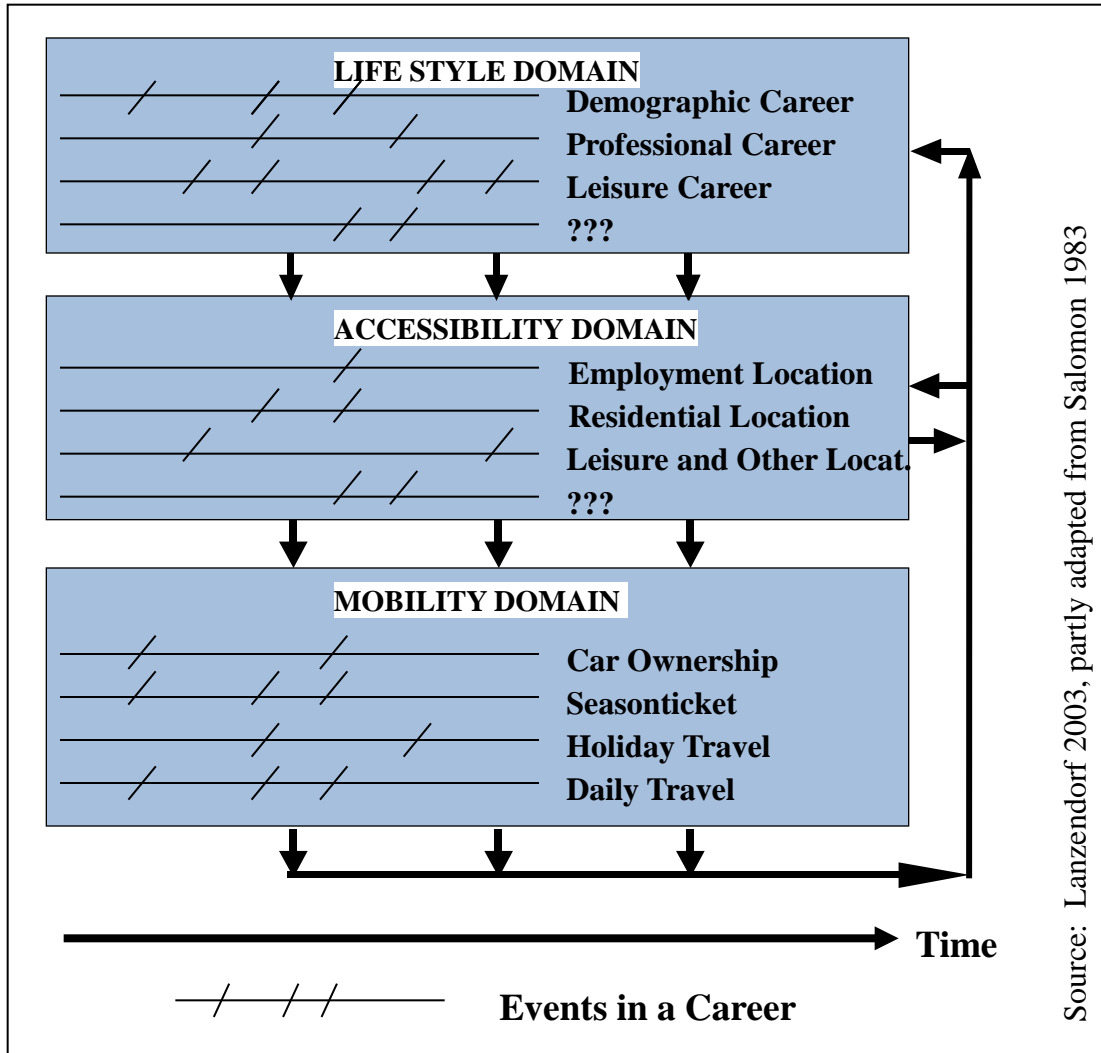 LIFE STYLE DOMAIN
Demographic Career
Professional Career
Leisure Career
???
ACCESSIBILITY DOMAIN
Employment Location
Residential Location
Leisure and Other Locat.
???
MOBILITY DOMAIN
Car Ownership
Seasonticket
Holiday Travel
Daily Travel
Time
Events in a Career
Source: Lanzendorf 2003, partly adapted from Salomon 1983